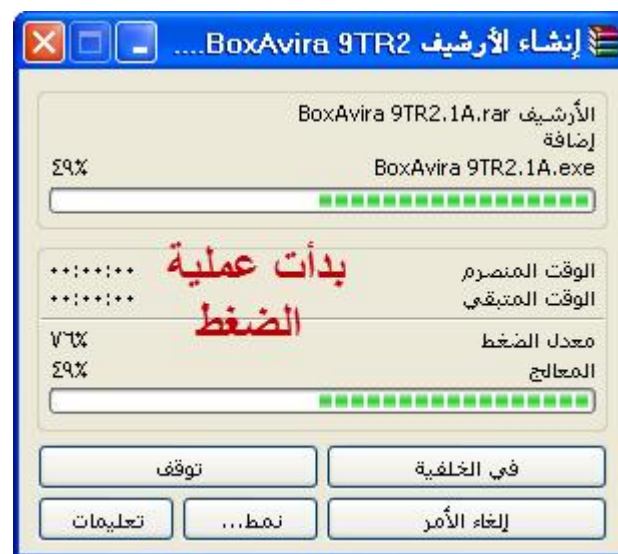 إنشاء الأرشيف BoxAvira 9TR2....
الأرشيف BoxAvira 9TR2.1A.rar
إضافة
BoxAvira 9TR2.1A.exe ٤٩%
بدأت عملية
الضغط
الوقت المنصرم ٠٠:٠٠:٠٠
الوقت المتبقي ٠٠:٠٠:٠٠
معدل الضغط ٧٦%
المعالج ٤٩%
في الخلفية توقف
إلغاء الأمر نمط... تعليمات